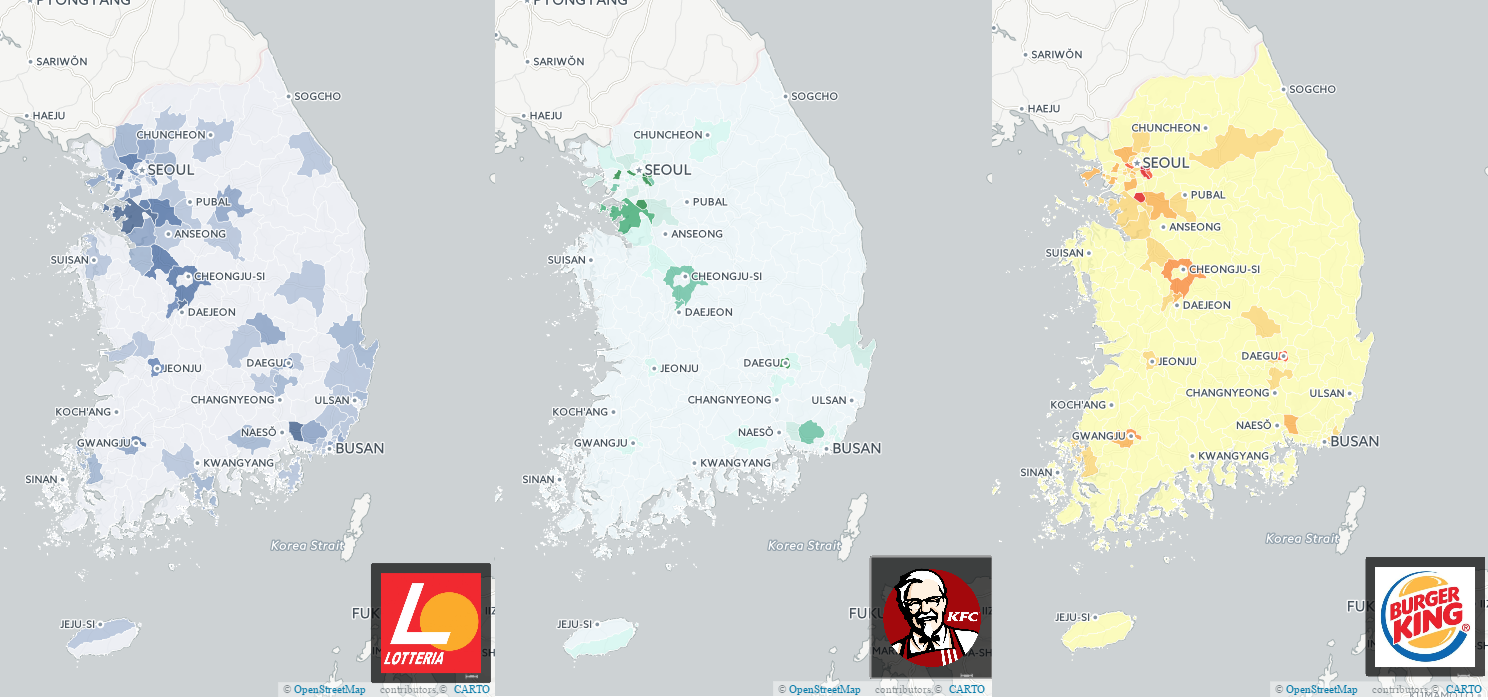 PYONGYANG
SARIWŎN
HAEJU
SOGCHO
CHUNCHEON
SEOUL
PUBAL
ANSEONG
SUISAN
CHEONGJU-SI
DAEJEON
JEONJU
DAEGU
CHANGNYEONG
ULSAN
KOCH'ANG
GWANGJU
NAESŎ
BUSAN
KWANGYANG
SINAN
Korea Strait
JEJU-SI
FUK
LOTTERIA
© OpenStreetMap contributors,© CARTO
PYONGYANG
SARIWŎN
HAEJU
SOGCHO
CHUNCHEON
SEOUL
PUBAL
ANSEONG
SUISAN
CHEONGJU-SI
DAEJEON
JEONJU
DAEGU
CHANGNYEONG
ULSAN
KOCH'ANG
GWANGJU
NAESŎ
BUSAN
KWANGYANG
SINAN
Korea Strait
JEJU-SI
FUK
KFC
© OpenStreetMap contributors,© CARTO
SARIWŎN
HAEJU
SOGCHO
CHUNCHEON
SEOUL
PUBAL
ANSEONG
SUISAN
CHEONGJU-SI
DAEJEON
JEONJU
DAEGU
CHANGNYEONG
ULSAN
KOCH'ANG
GWANGJU
NAESŎ
BUSAN
KWANGYANG
SINAN
Korea Strait
JEJU-SI
FUK
BURGER
KING
®
© OpenStreetMap contributors,© CARTO